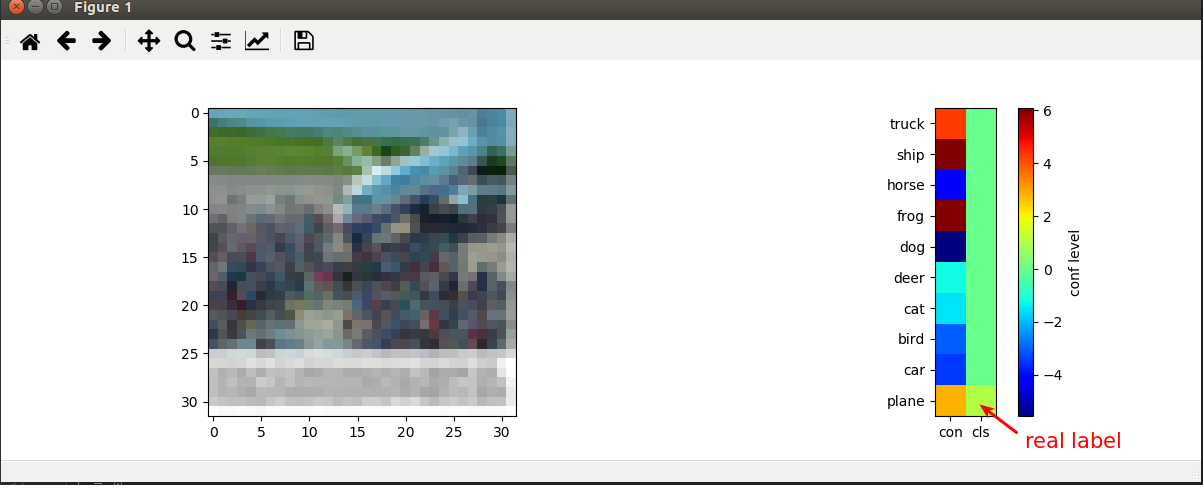 Figure 1
0
5
10
15
20
25
30
0 5 10 15 20 25 30
truck
ship
horse
frog
dog
deer
cat
bird
car
plane
con cls
6
4
2
0
−2
−4
conf level
real label